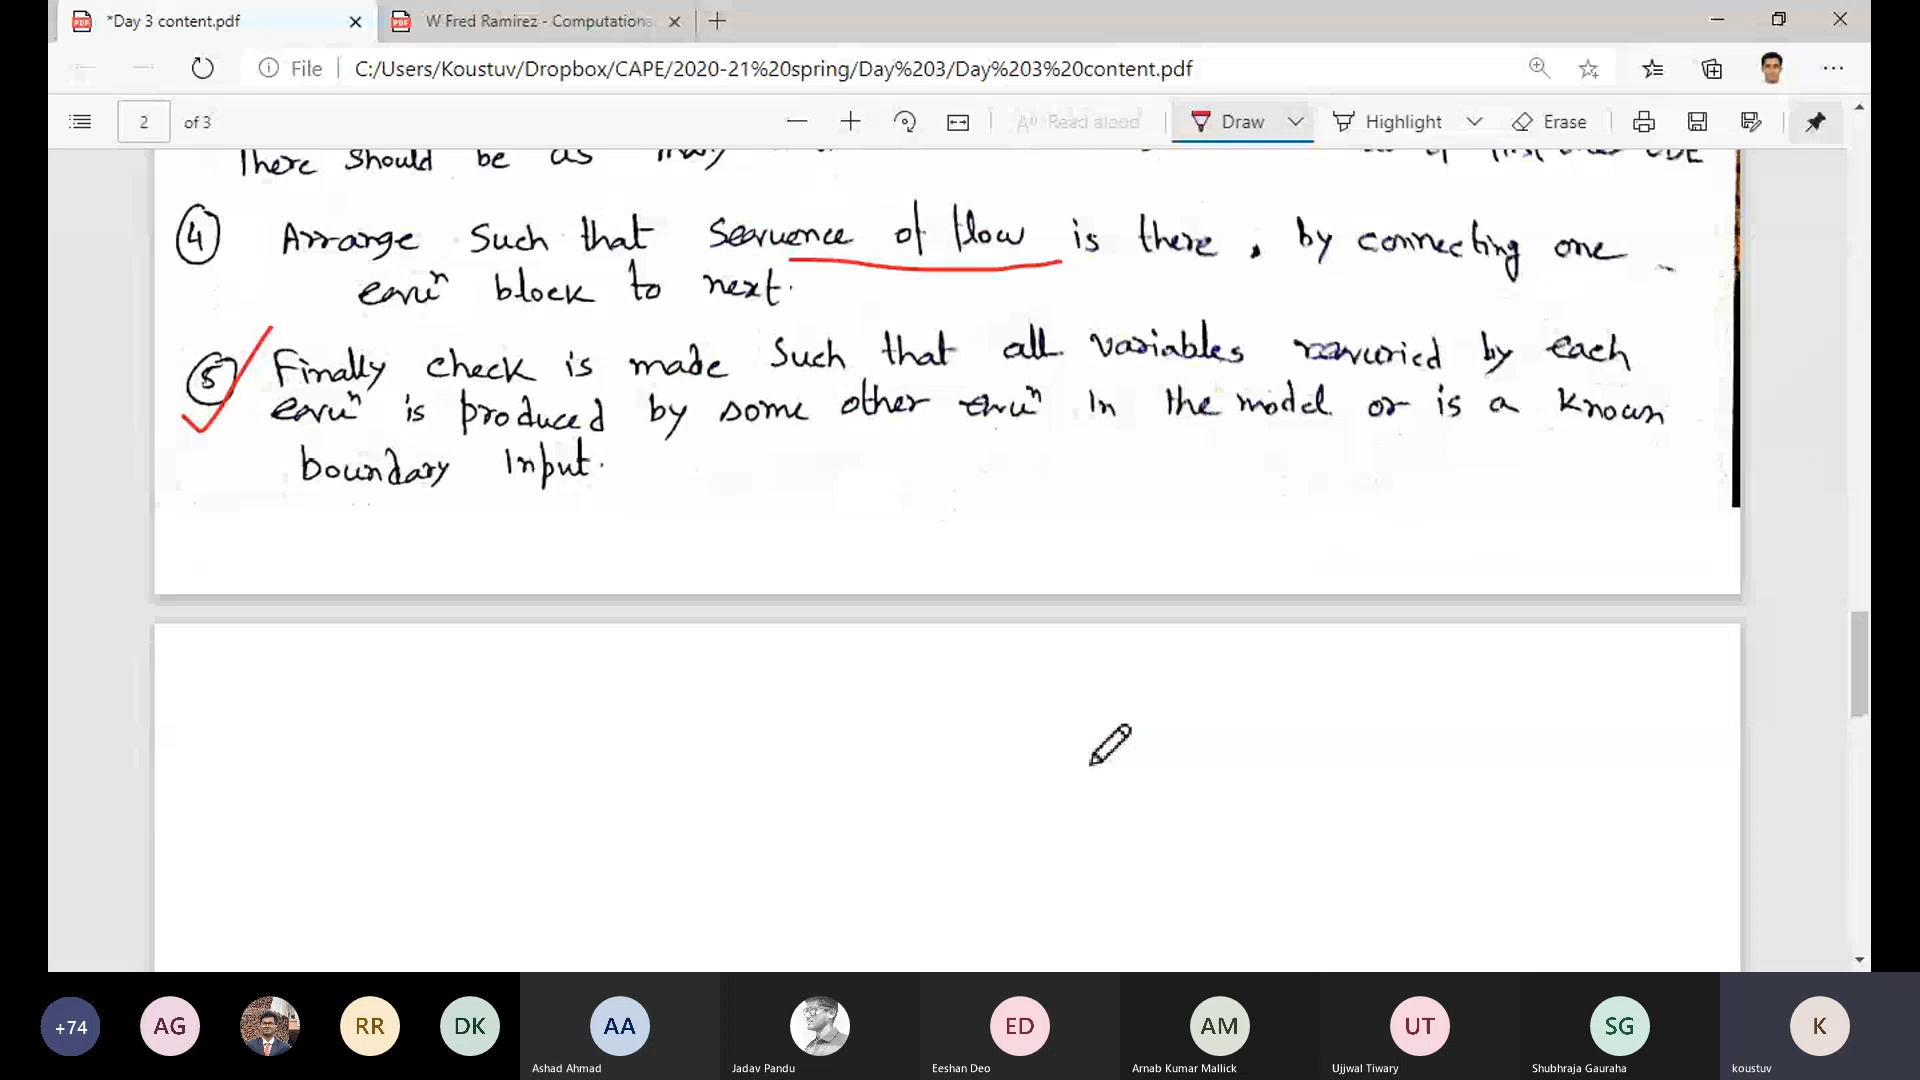 *Day 3 content.pdf
W Fred Ramirez - Computationa
File
C:/Users/Koustuv/Dropbox/CAPE/2020-21%20spring/Day%203/Day%203%20content.pdf
2 of 3
Read aloud
Draw
Highlight
Erase
There should be as many
④ Arrange such that sequence of flow is there, by connecting one
equⁿ block to next.
⑤ Finally check is made such that all variables required by each
equⁿ is produced by some other equⁿ in the model or is a known
boundary input.
+74
AG
RR
DK
AA
ED
AM
UT
SG
K
Ashad Ahmad
Jadav Pandu
Eeshan Deo
Arnab Kumar Mallick
Ujjwal Tiwary
Shubhraja Gauraha
koustuv